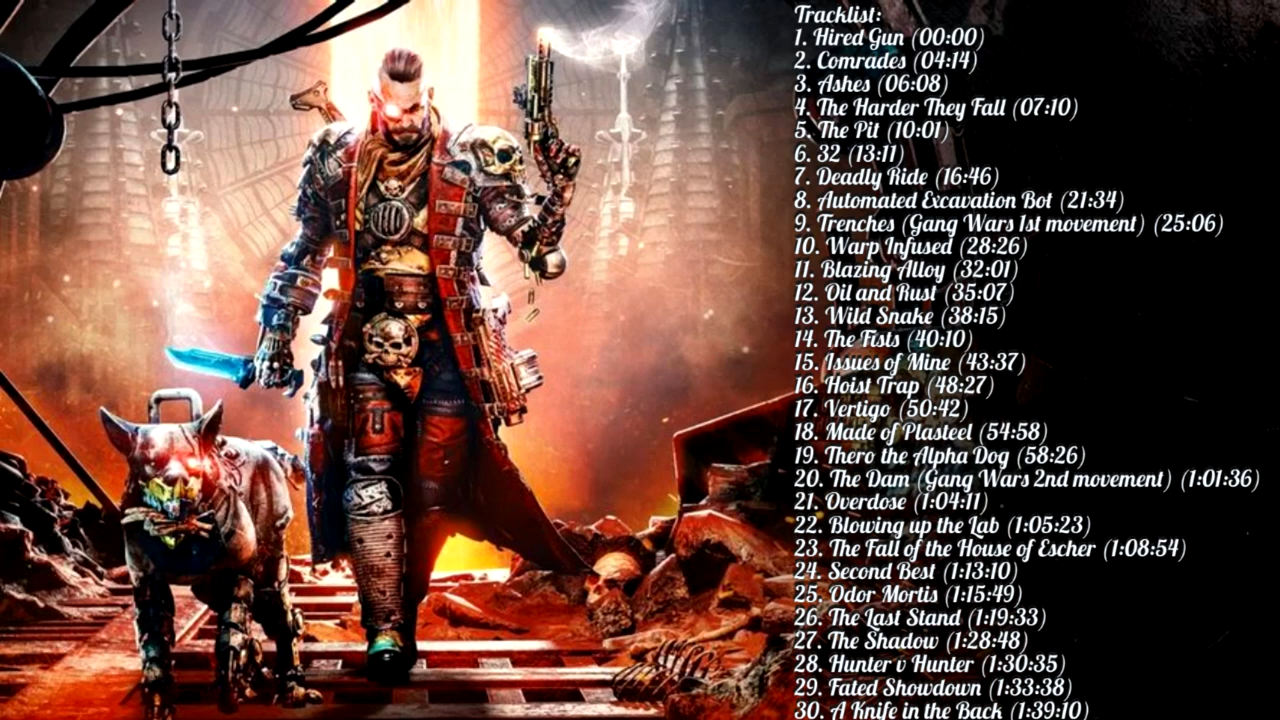 Tracklist:
1. Hired Gun (00:00)
2. Comrades (04:14)
3. Ashes (06:08)
4. The Harder They Fall (07:10)
5. The Pit (10:01)
6. 32 (13:11)
7. Deadly Ride (16:46)
8. Automated Excavation Bot (21:34)
9. Trenches (Gang Wars 1st movement) (25:06)
10. Warp Infused (28:26)
11. Blazing Alloy (32:01)
12. Oil and Rust (35:07)
13. Wild Snake (38:15)
14. The Fists (40:10)
15. Issues of Mine (43:37)
16. Hoist Trap (48:27)
17. Vertigo (50:42)
18. Made of Plasteel (54:58)
19. Thero the Alpha Dog (58:26)
20. The Dam (Gang Wars 2nd movement) (1:01:36)
21. Overdose (1:04:11)
22. Blowing up the Lab (1:05:23)
23. The Fall of the House of Escher (1:08:54)
24. Second Best (1:13:10)
25. Odor Mortis (1:15:49)
26. The Last Stand (1:19:33)
27. The Shadow (1:28:48)
28. Hunter v Hunter (1:30:35)
29. Fated Showdown (1:33:38)
30. A Knife in the Back (1:39:10)